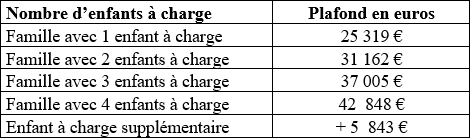 Nombre d’enfants à charge Plafond en euros
Famille avec 1 enfant à charge 25 319 €
Famille avec 2 enfants à charge 31 162 €
Famille avec 3 enfants à charge 37 005 €
Famille avec 4 enfants à charge 42 848 €
Enfant à charge supplémentaire + 5 843 €